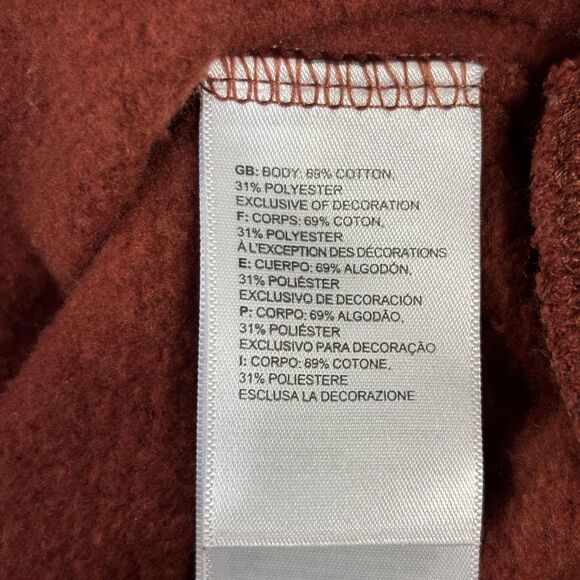 GB: BODY: 69% COTTON,
31% POLYESTER
EXCLUSIVE OF DECORATION
F: CORPS: 69% COTON,
31% POLYESTER
À L'EXCEPTION DES DÉCORATIONS
E: CUERPO: 69% ALGODÓN,
31% POLIÉSTER
EXCLUSIVO DE DECORACIÓN
P: CORPO: 69% ALGODÃO,
31% POLIÉSTER
EXCLUSIVO PARA DECORAÇÃO
I: CORPO: 69% COTONE,
31% POLIESTERE
ESCLUSA LA DECORAZIONE